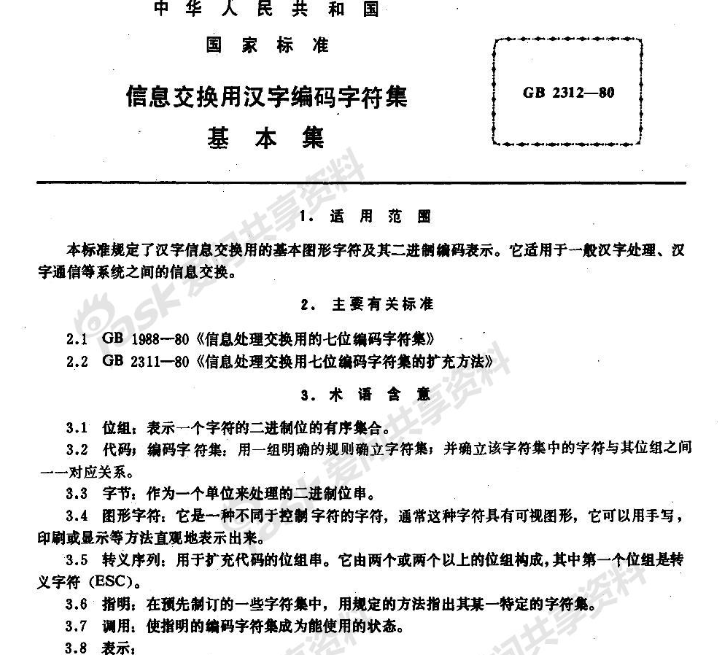 中华人民共和国
国家标准
信息交换用汉字编码字符集
基本集
GB 2312—80
1. 适用范围
本标准规定了汉字信息交换用的基本图形字符及其二进制编码表示。它适用于一般汉字处理、汉
字通信等系统之间的信息交换。
2. 主要有关标准
2.1 GB 1988—80《信息处理交换用的七位编码字符集》
2.2 GB 2311—80《信息处理交换用七位编码字符集的扩充方法》
3. 术语含意
3.1 位组：表示一个字符的二进制位的有序集合。
3.2 代码；编码字符集：用一组明确的规则确立字符集；并确立该字符集中的字符与其位组之间
一一对应关系。
3.3 字节：作为一个单位来处理的二进制位串。
3.4 图形字符：它是一种不同于控制字符的字符，通常这种字符具有可视图形，它可以用手写，
印刷或显示等方法直观地表示出来。
3.5 转义序列：用于扩充代码的位组串。它由两个或两个以上的位组构成，其中第一个位组是转
义字符（ESC）。
3.6 指明：在预先制订的一些字符集中，用规定的方法指出其某一特定的字符集。
3.7 调用：使指明的编码字符集成为能使用的状态。
3.8 表示：
iask爱问共享资料
爱问共享资料